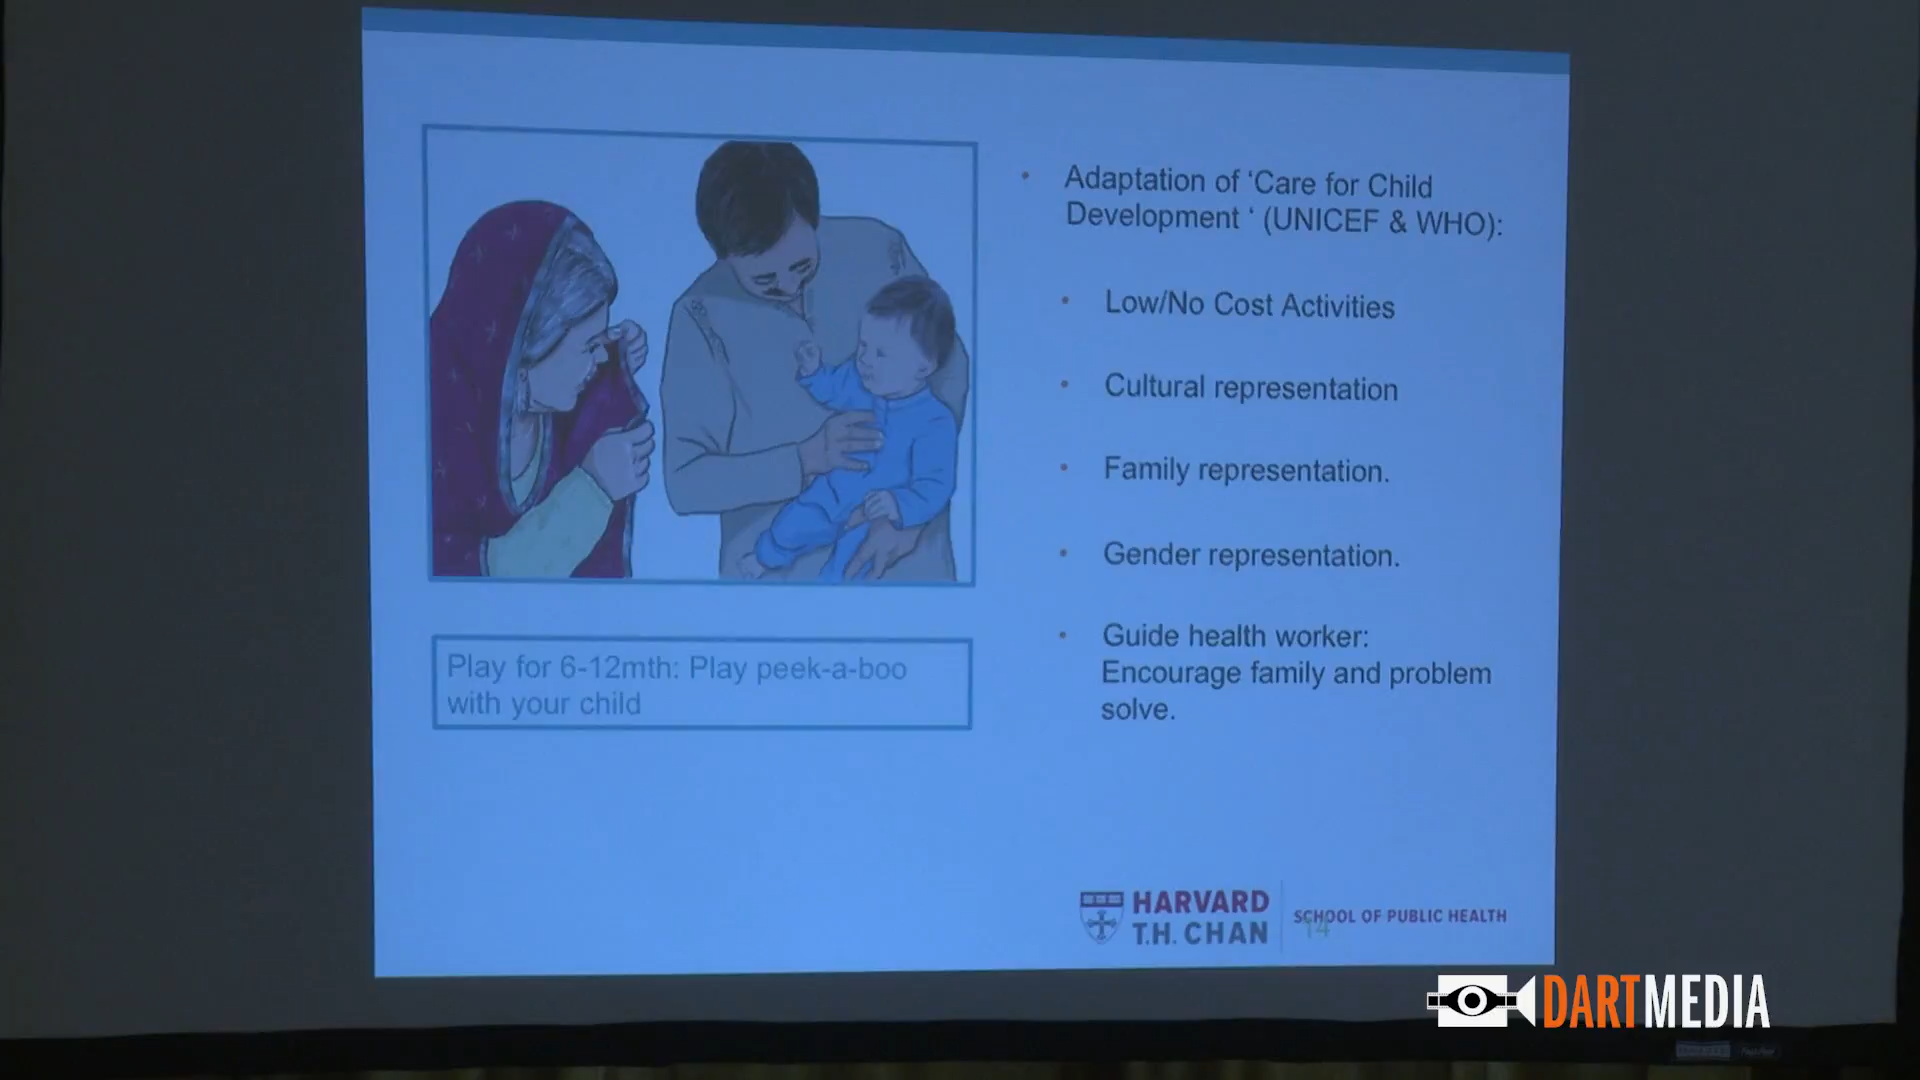 • Adaptation of ‘Care for Child
Development ‘ (UNICEF & WHO):
• Low/No Cost Activities
• Cultural representation
• Family representation.
• Gender representation.
• Guide health worker:
Encourage family and problem
solve.
Play for 6-12mth: Play peek-a-boo
with your child
HARVARD
T.H. CHAN
SCHOOL OF PUBLIC HEALTH
14
DARTMEDIA